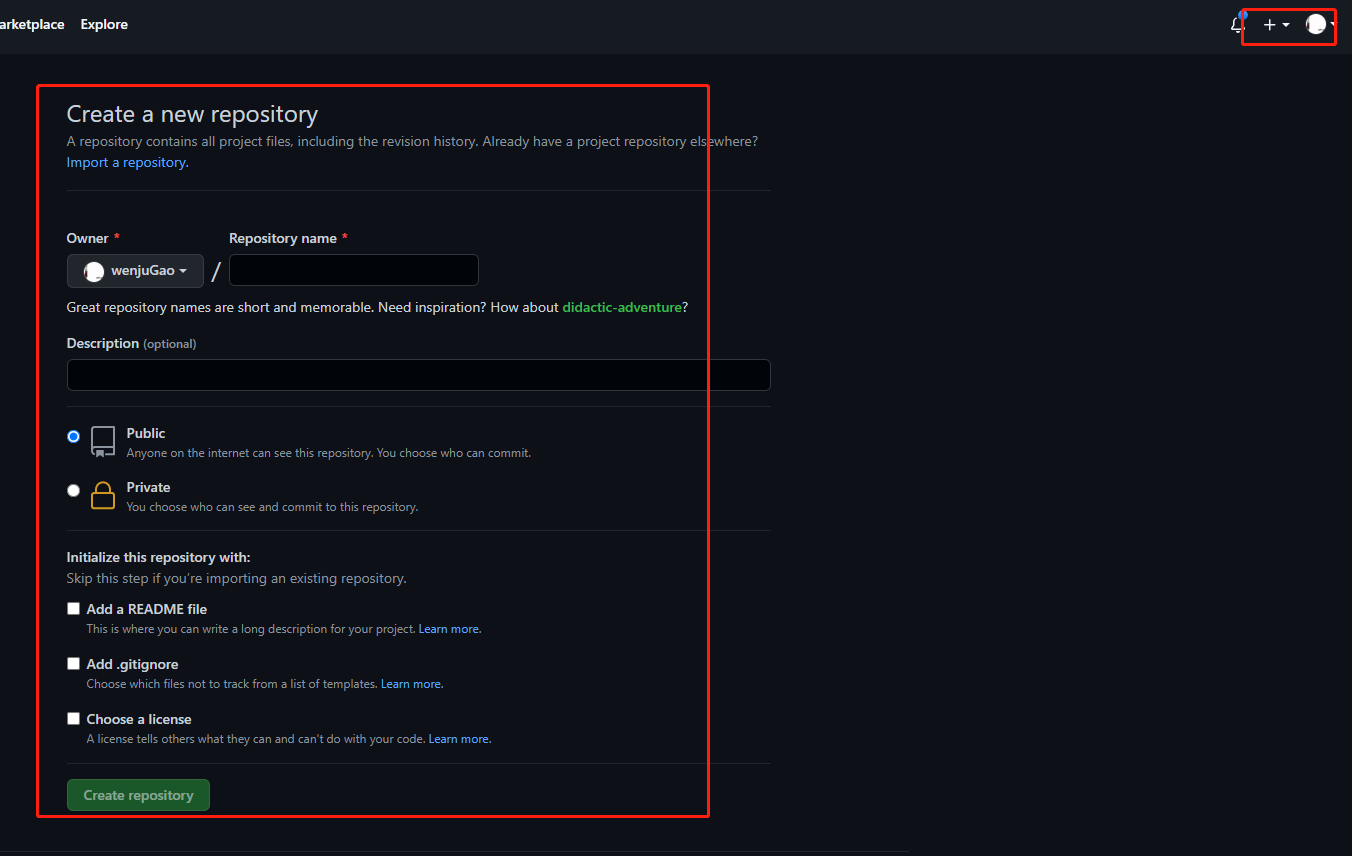 arketplace Explore
Create a new repository
A repository contains all project files, including the revision history. Already have a project repository elsewhere?
Import a repository.
Owner * Repository name *
wenjuGao /
Great repository names are short and memorable. Need inspiration? How about didactic-adventure?
Description (optional)
Public
Anyone on the internet can see this repository. You choose who can commit.
Private
You choose who can see and commit to this repository.
Initialize this repository with:
Skip this step if you're importing an existing repository.
Add a README file
This is where you can write a long description for your project. Learn more.
Add .gitignore
Choose which files not to track from a list of templates. Learn more.
Choose a license
A license tells others what they can and can't do with your code. Learn more.
Create repository